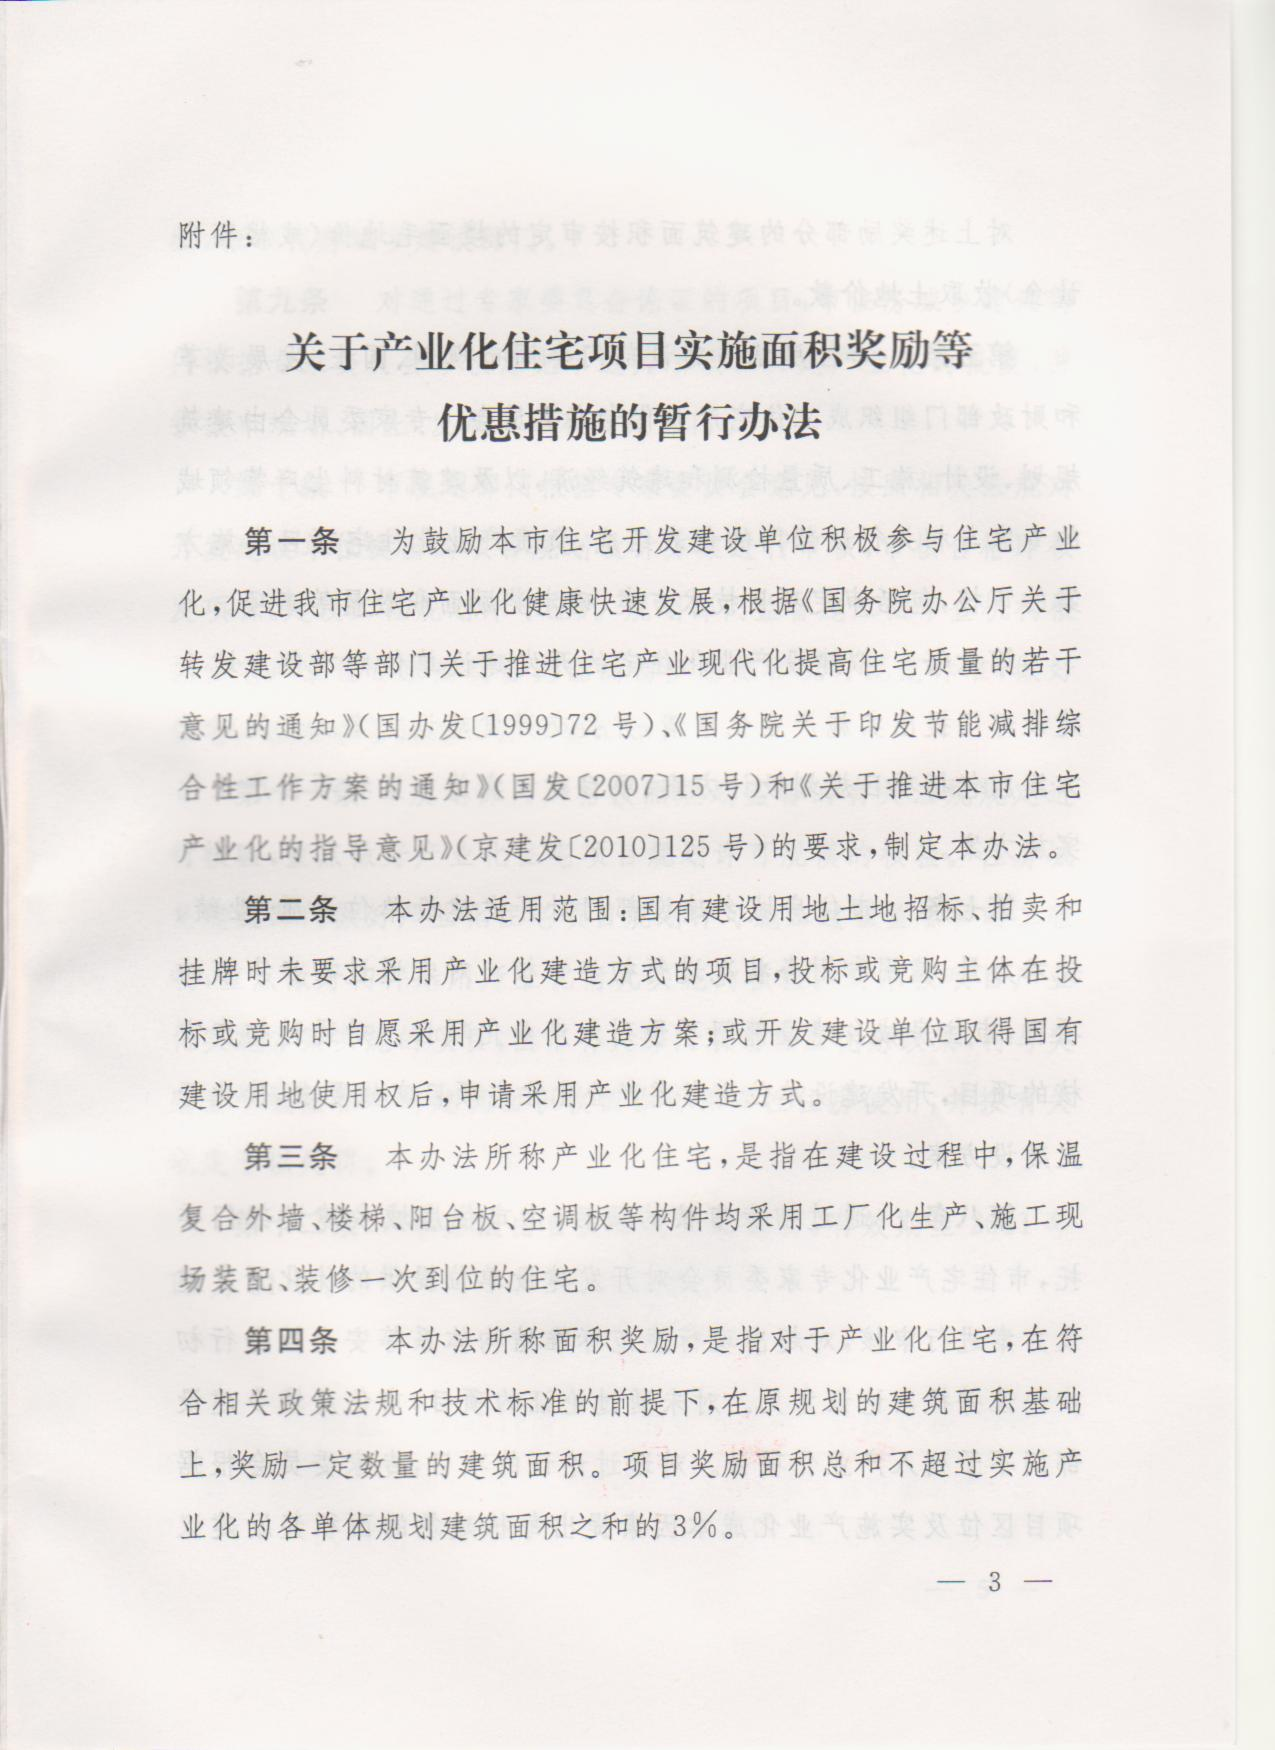 附件：
关于产业化住宅项目实施面积奖励等
优惠措施的暂行办法
第一条　为鼓励本市住宅开发建设单位积极参与住宅产业
化，促进我市住宅产业化健康快速发展，根据《国务院办公厅关于
转发建设部等部门关于推进住宅产业现代化提高住宅质量的若干
意见的通知》（国办发〔1999〕72 号）、《国务院关于印发节能减排综
合性工作方案的通知》（国发〔2007〕15 号）和《关于推进本市住宅
产业化的指导意见》（京建发〔2010〕125 号）的要求，制定本办法。
第二条　本办法适用范围：国有建设用地土地招标、拍卖和
挂牌时未要求采用产业化建造方式的项目，投标或竞购主体在投
标或竞购时自愿采用产业化建造方案；或开发建设单位取得国有
建设用地使用权后，申请采用产业化建造方式。
第三条　本办法所称产业化住宅，是指在建设过程中，保温
复合外墙、楼梯、阳台板、空调板等构件均采用工厂化生产、施工现
场装配、装修一次到位的住宅。
第四条　本办法所称面积奖励，是指对于产业化住宅，在符
合相关政策法规和技术标准的前提下，在原规划的建筑面积基础
上，奖励一定数量的建筑面积。项目奖励面积总和不超过实施产
业化的各单体规划建筑面积之和的 3%。
— 3 —